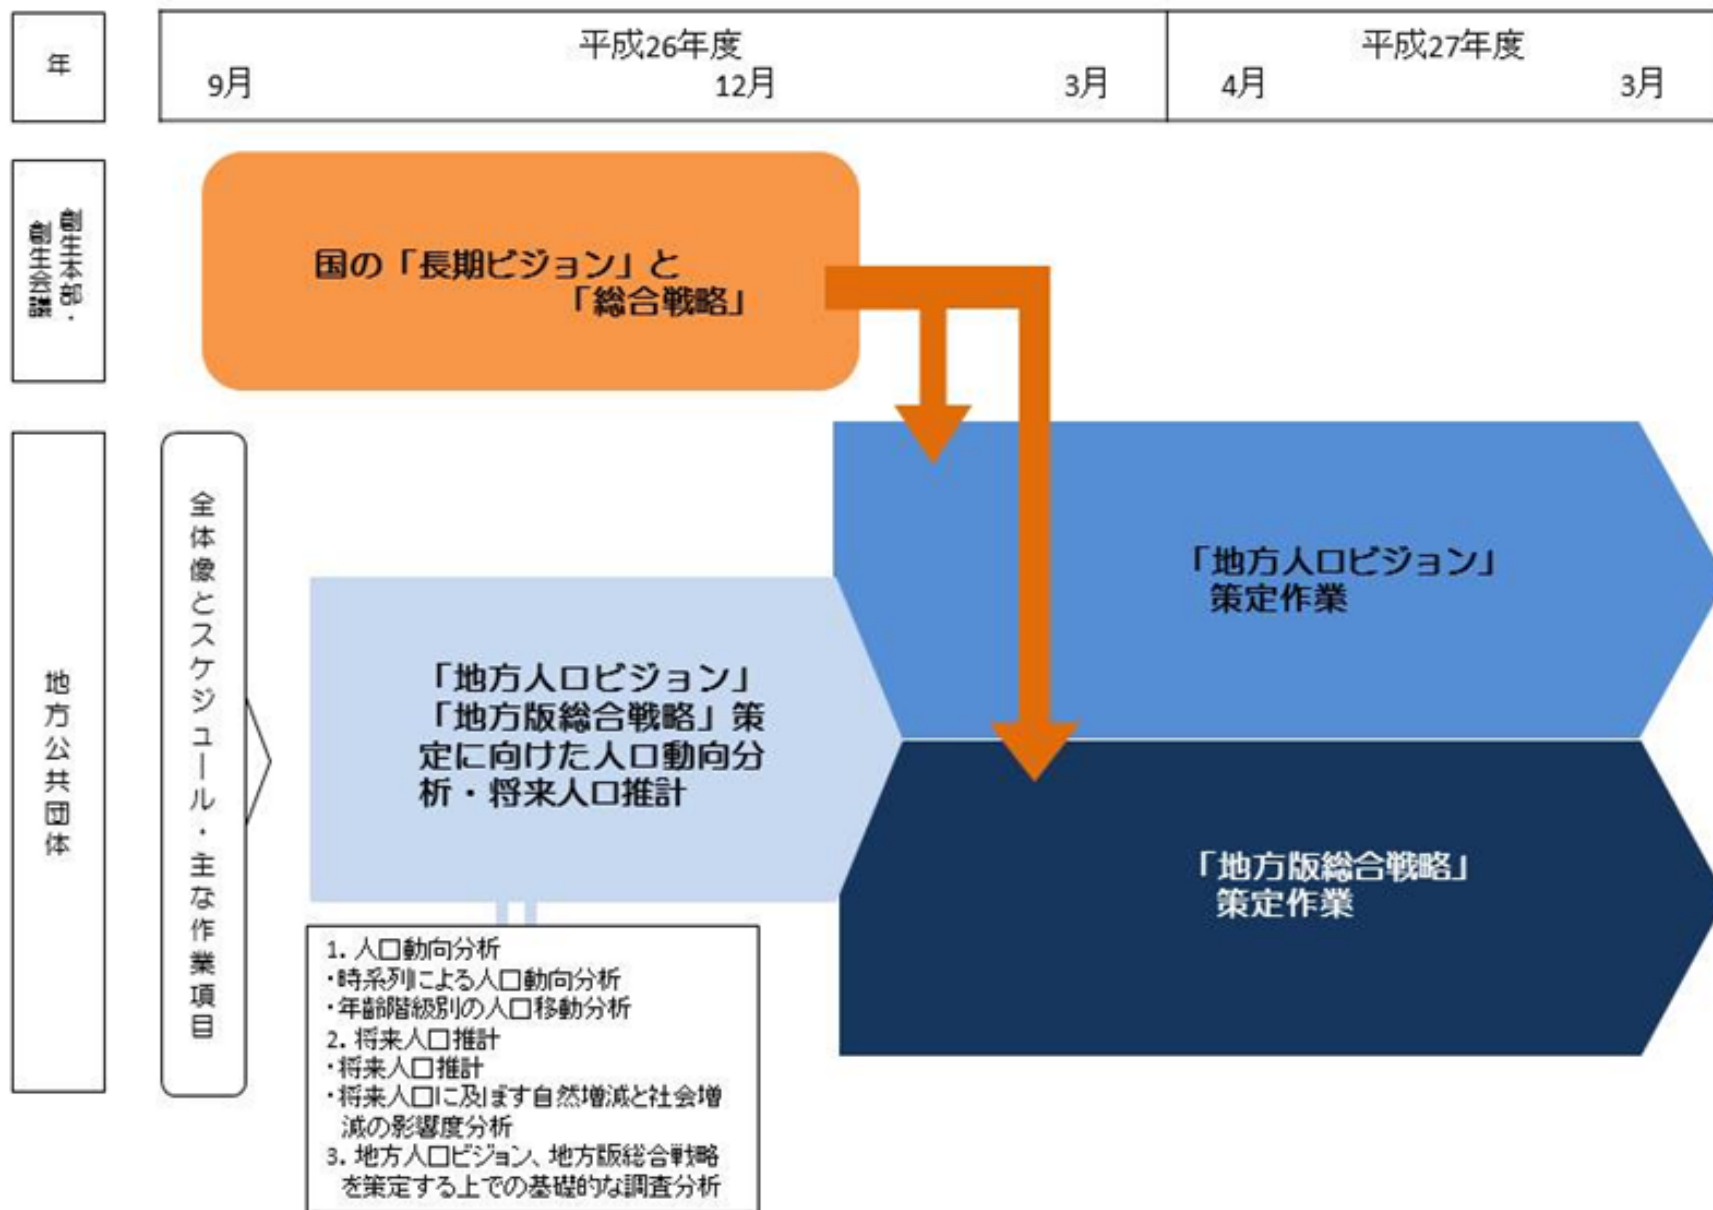 年
平成26年度
平成27年度
9月
12月
3月
4月
3月
創生本部・
創生会議
国の「長期ビジョン」と
「総合戦略」
地方公共団体
全体像とスケジュール・主な作業項目
「地方人口ビジョン」
策定作業
「地方人口ビジョン」
「地方版総合戦略」策
定に向けた人口動向分
析・将来人口推計
「地方版総合戦略」
策定作業
1. 人口動向分析
・時系列による人口動向分析
・年齢階級別の人口移動分析
2. 将来人口推計
・将来人口推計
・将来人口に及ぼす自然増減と社会増
減の影響度分析
3. 地方人口ビジョン、地方版総合戦略
を策定する上での基礎的な調査分析